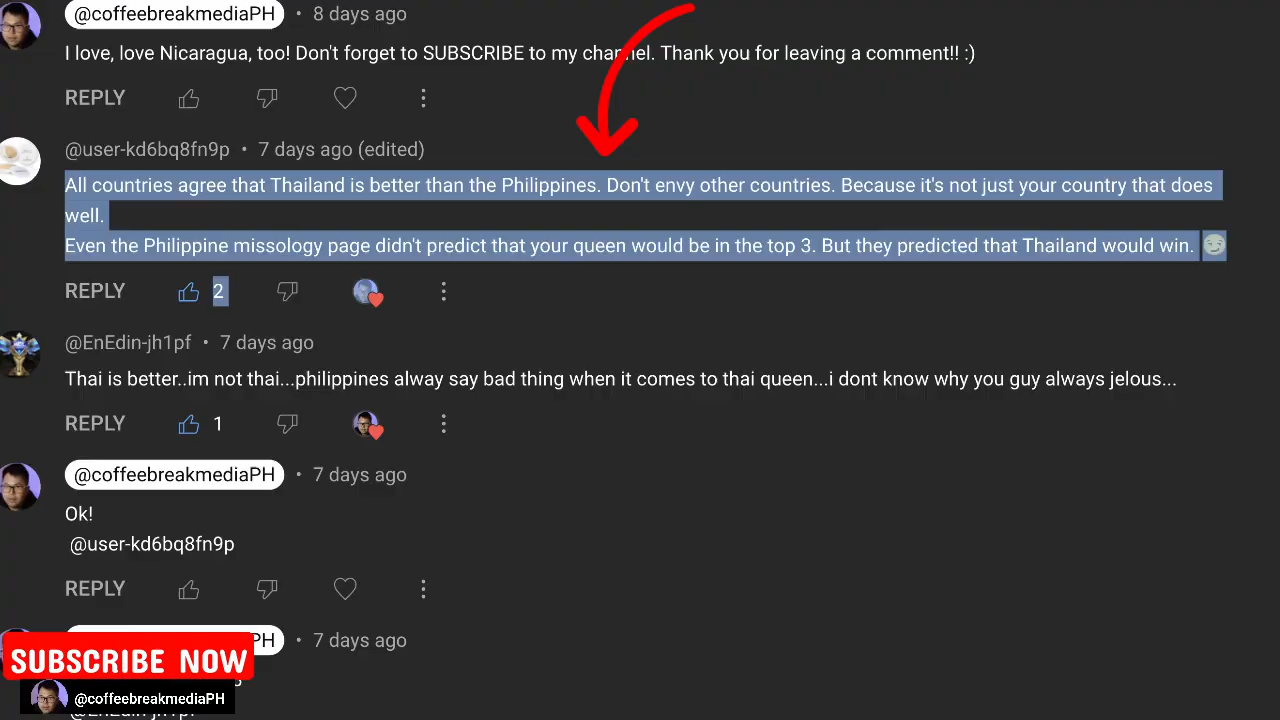 @coffeebreakmediaPH • 8 days ago
I love, love Nicaragua, too! Don't forget to SUBSCRIBE to my channel. Thank you for leaving a comment!! :)
REPLY
@user-kd6bq8fn9p • 7 days ago (edited)
All countries agree that Thailand is better than the Philippines. Don't envy other countries. Because it's not just your country that does
well.
Even the Philippine missology page didn't predict that your queen would be in the top 3. But they predicted that Thailand would win. 😏
REPLY 2
@EnEdin-jh1pf • 7 days ago
Thai is better..im not thai...philippines alway say bad thing when it comes to thai queen...i dont know why you guy always jelous...
REPLY 1
@coffeebreakmediaPH • 7 days ago
Ok!
@user-kd6bq8fn9p
REPLY
PH • 7 days ago
SUBSCRIBE NOW
@coffeebreakmediaPH
@EnEdin-jh1pf